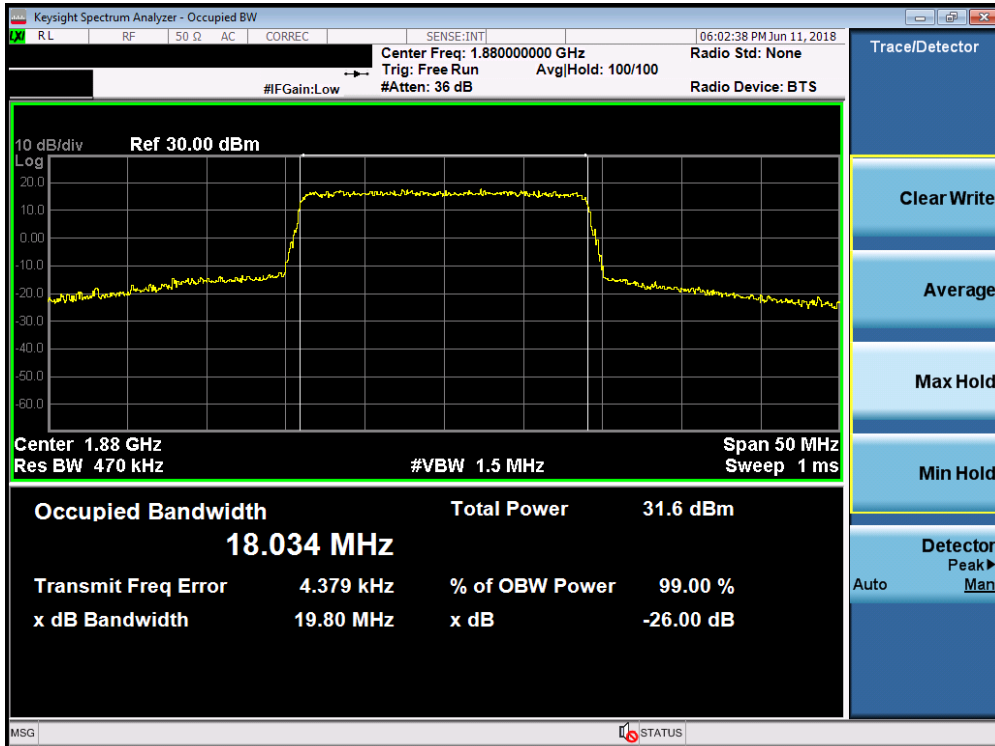 Keysight Spectrum Analyzer - Occupied BW
LXI RL RF 50 Ω AC CORREC SENSE:INT 06:02:38 PM Jun 11, 2018
Center Freq: 1.880000000 GHz Radio Std: None
Trig: Free Run Avg|Hold: 100/100
#IFGain:Low #Atten: 36 dB Radio Device: BTS
10 dB/div Ref 30.00 dBm
Log
20.0
10.0
0.00
-10.0
-20.0
-30.0
-40.0
-50.0
-60.0
Center 1.88 GHz Span 50 MHz
Res BW 470 kHz #VBW 1.5 MHz Sweep 1 ms
Occupied Bandwidth Total Power 31.6 dBm
18.034 MHz
Transmit Freq Error 4.379 kHz % of OBW Power 99.00 %
x dB Bandwidth 19.80 MHz x dB -26.00 dB
MSG STATUS
Trace/Detector
Clear Write
Average
Max Hold
Min Hold
Detector
Peak▶
Auto Man